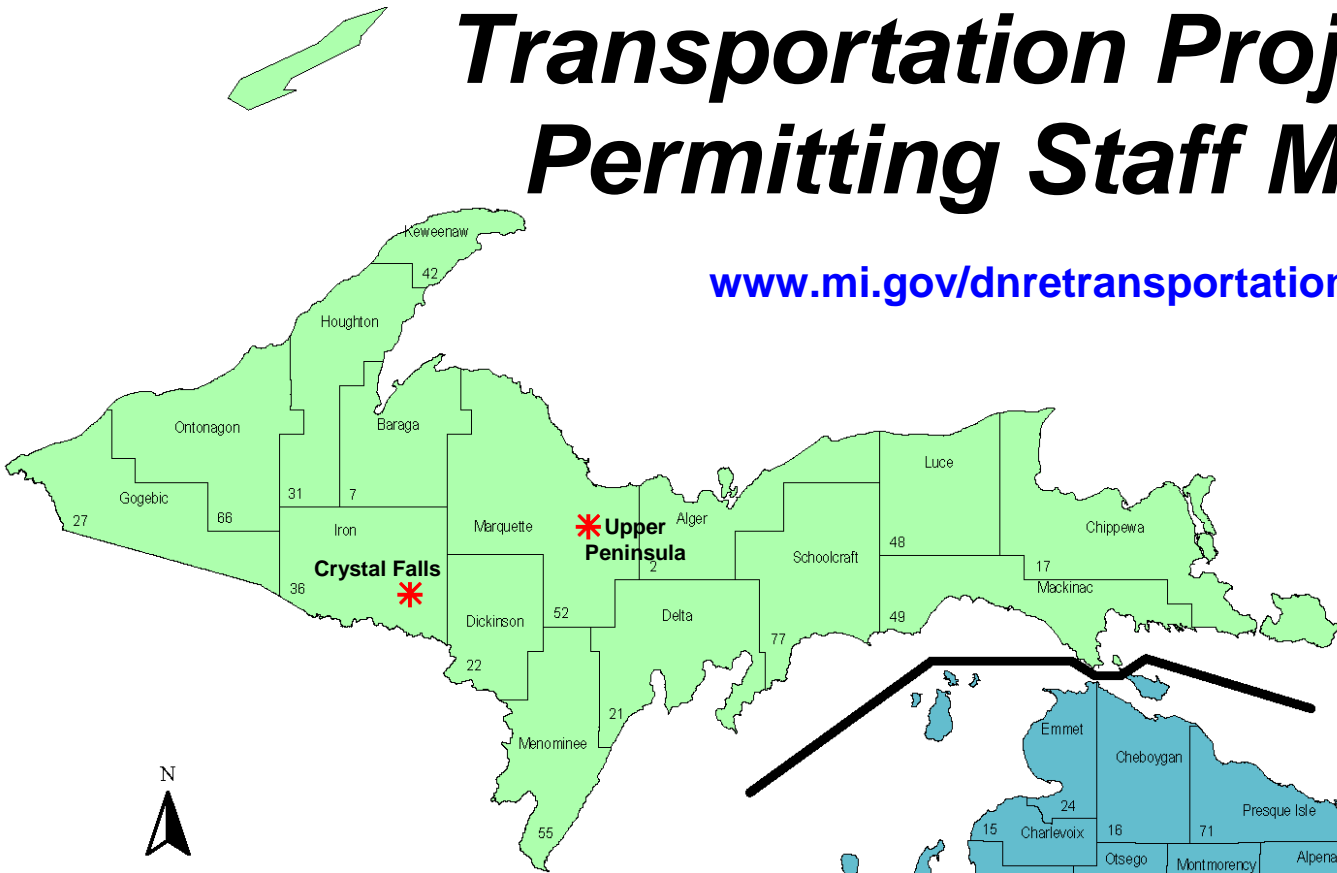 Transportation Proj
Permitting Staff M
www.mi.gov/dnretransportation
Keweenaw
42
Houghton
Ontonagon
Baraga
Luce
Gogebic
31
7
27
66
Iron
Marquette
Upper
Peninsula
Alger
Chippewa
Crystal Falls
2
Schoolcraft
48
17
36
Mackinac
Dickinson
52
Delta
49
22
77
21
Menominee
Emmet
Cheboygan
N
24
Presque Isle
55
15
Charlevoix
16
71
Otsego
Montmorency
Alpena